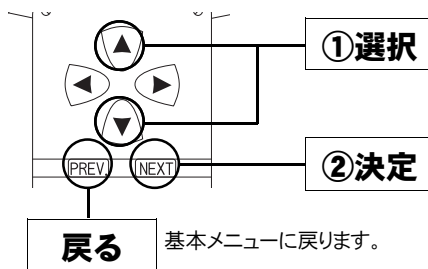 ①選択
PREV.
NEXT
②決定
戻る
基本メニューに戻ります。